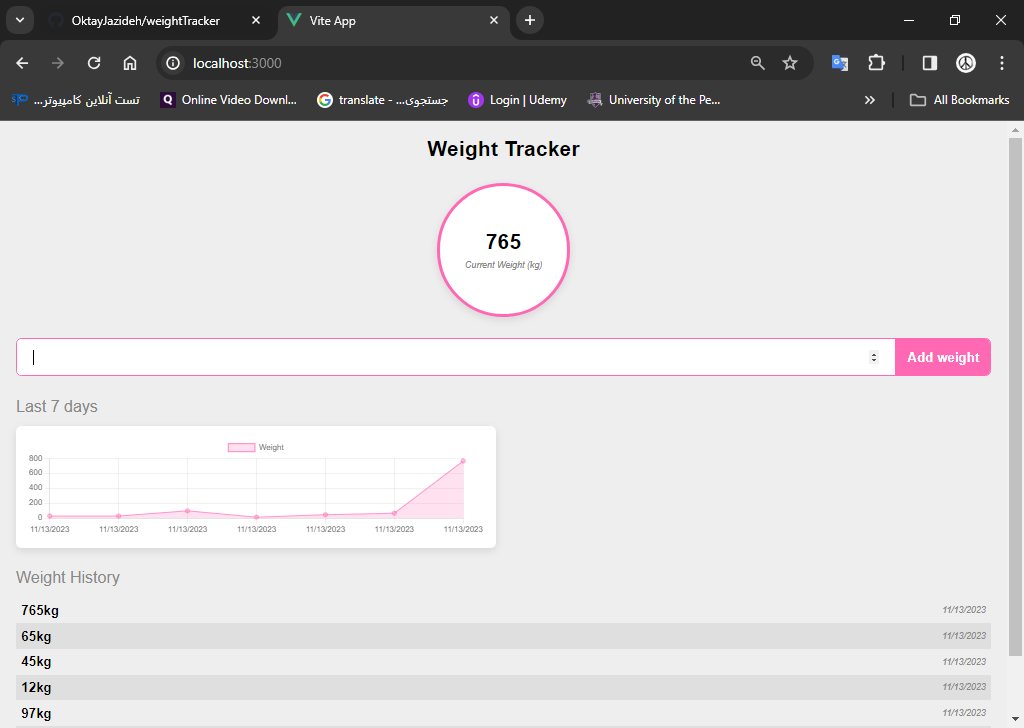 OktayJazideh/weightTracker
Vite App
localhost:3000
تست آنلاین کامپیوتر...
Online Video Downl...
translate - جستجوی...
Login | Udemy
University of the Pe...
All Bookmarks
Weight Tracker
765
Current Weight (kg)
Add weight
Last 7 days
Weight
800
600
400
200
0
11/13/2023 11/13/2023 11/13/2023 11/13/2023 11/13/2023 11/13/2023 11/13/2023
Weight History
765kg 11/13/2023
65kg 11/13/2023
45kg 11/13/2023
12kg 11/13/2023
97kg 11/13/2023